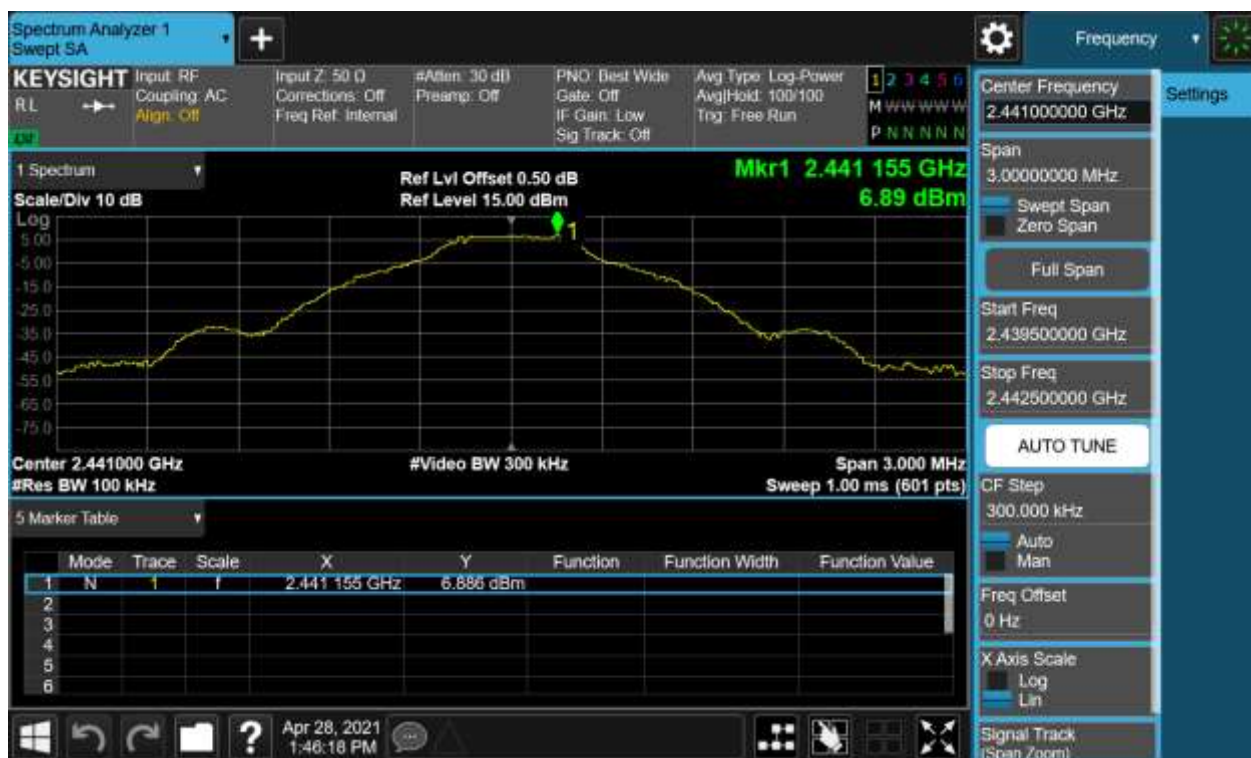 Spectrum Analyzer 1
Swept SA
Frequency
KEYSIGHT
RL
Input: RF
Coupling: AC
Align: Off
Input Z: 50 Ω
Corrections: Off
Freq Ref: Internal
#Atten: 30 dB
Preamp: Off
PNO: Best Wide
Gate: Off
IF Gain: Low
Sig Track: Off
Avg Type: Log-Power
Avg|Hold: 100/100
Trig: Free Run
1 2 3 4 5 6
M W W W W W
P N N N N N
1 Spectrum
Scale/Div 10 dB
Ref Lvl Offset 0.50 dB
Ref Level 15.00 dBm
Mkr1 2.441 155 GHz
6.89 dBm
Log
1
5.00
-5.00
-15.0
-25.0
-35.0
-45.0
-55.0
-65.0
-75.0
Center 2.441000 GHz
#Res BW 100 kHz
#Video BW 300 kHz
Span 3.000 MHz
Sweep 1.00 ms (601 pts)
5 Marker Table
Mode Trace Scale X Y Function Function Width Function Value
1 N 1 f 2.441 155 GHz 6.886 dBm
2
3
4
5
6
Apr 28, 2021
1:46:18 PM
Center Frequency
2.441000000 GHz
Settings
Span
3.00000000 MHz
Swept Span
Zero Span
Full Span
Start Freq
2.439500000 GHz
Stop Freq
2.442500000 GHz
AUTO TUNE
CF Step
300.000 kHz
Auto
Man
Freq Offset
0 Hz
X Axis Scale
Log
Lin
Signal Track
(Span Zoom)